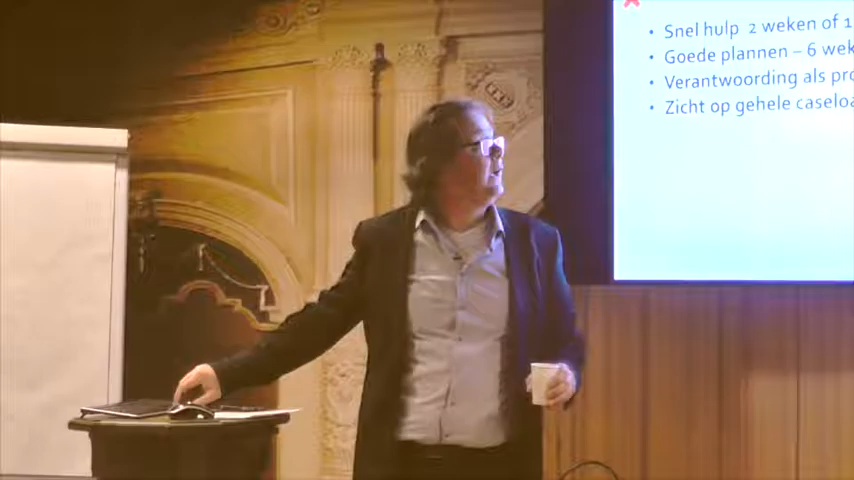 • Snel hulp 2 weken of 1
• Goede plannen – 6 wek
• Verantwoording als pro
• Zicht op gehele caseloa